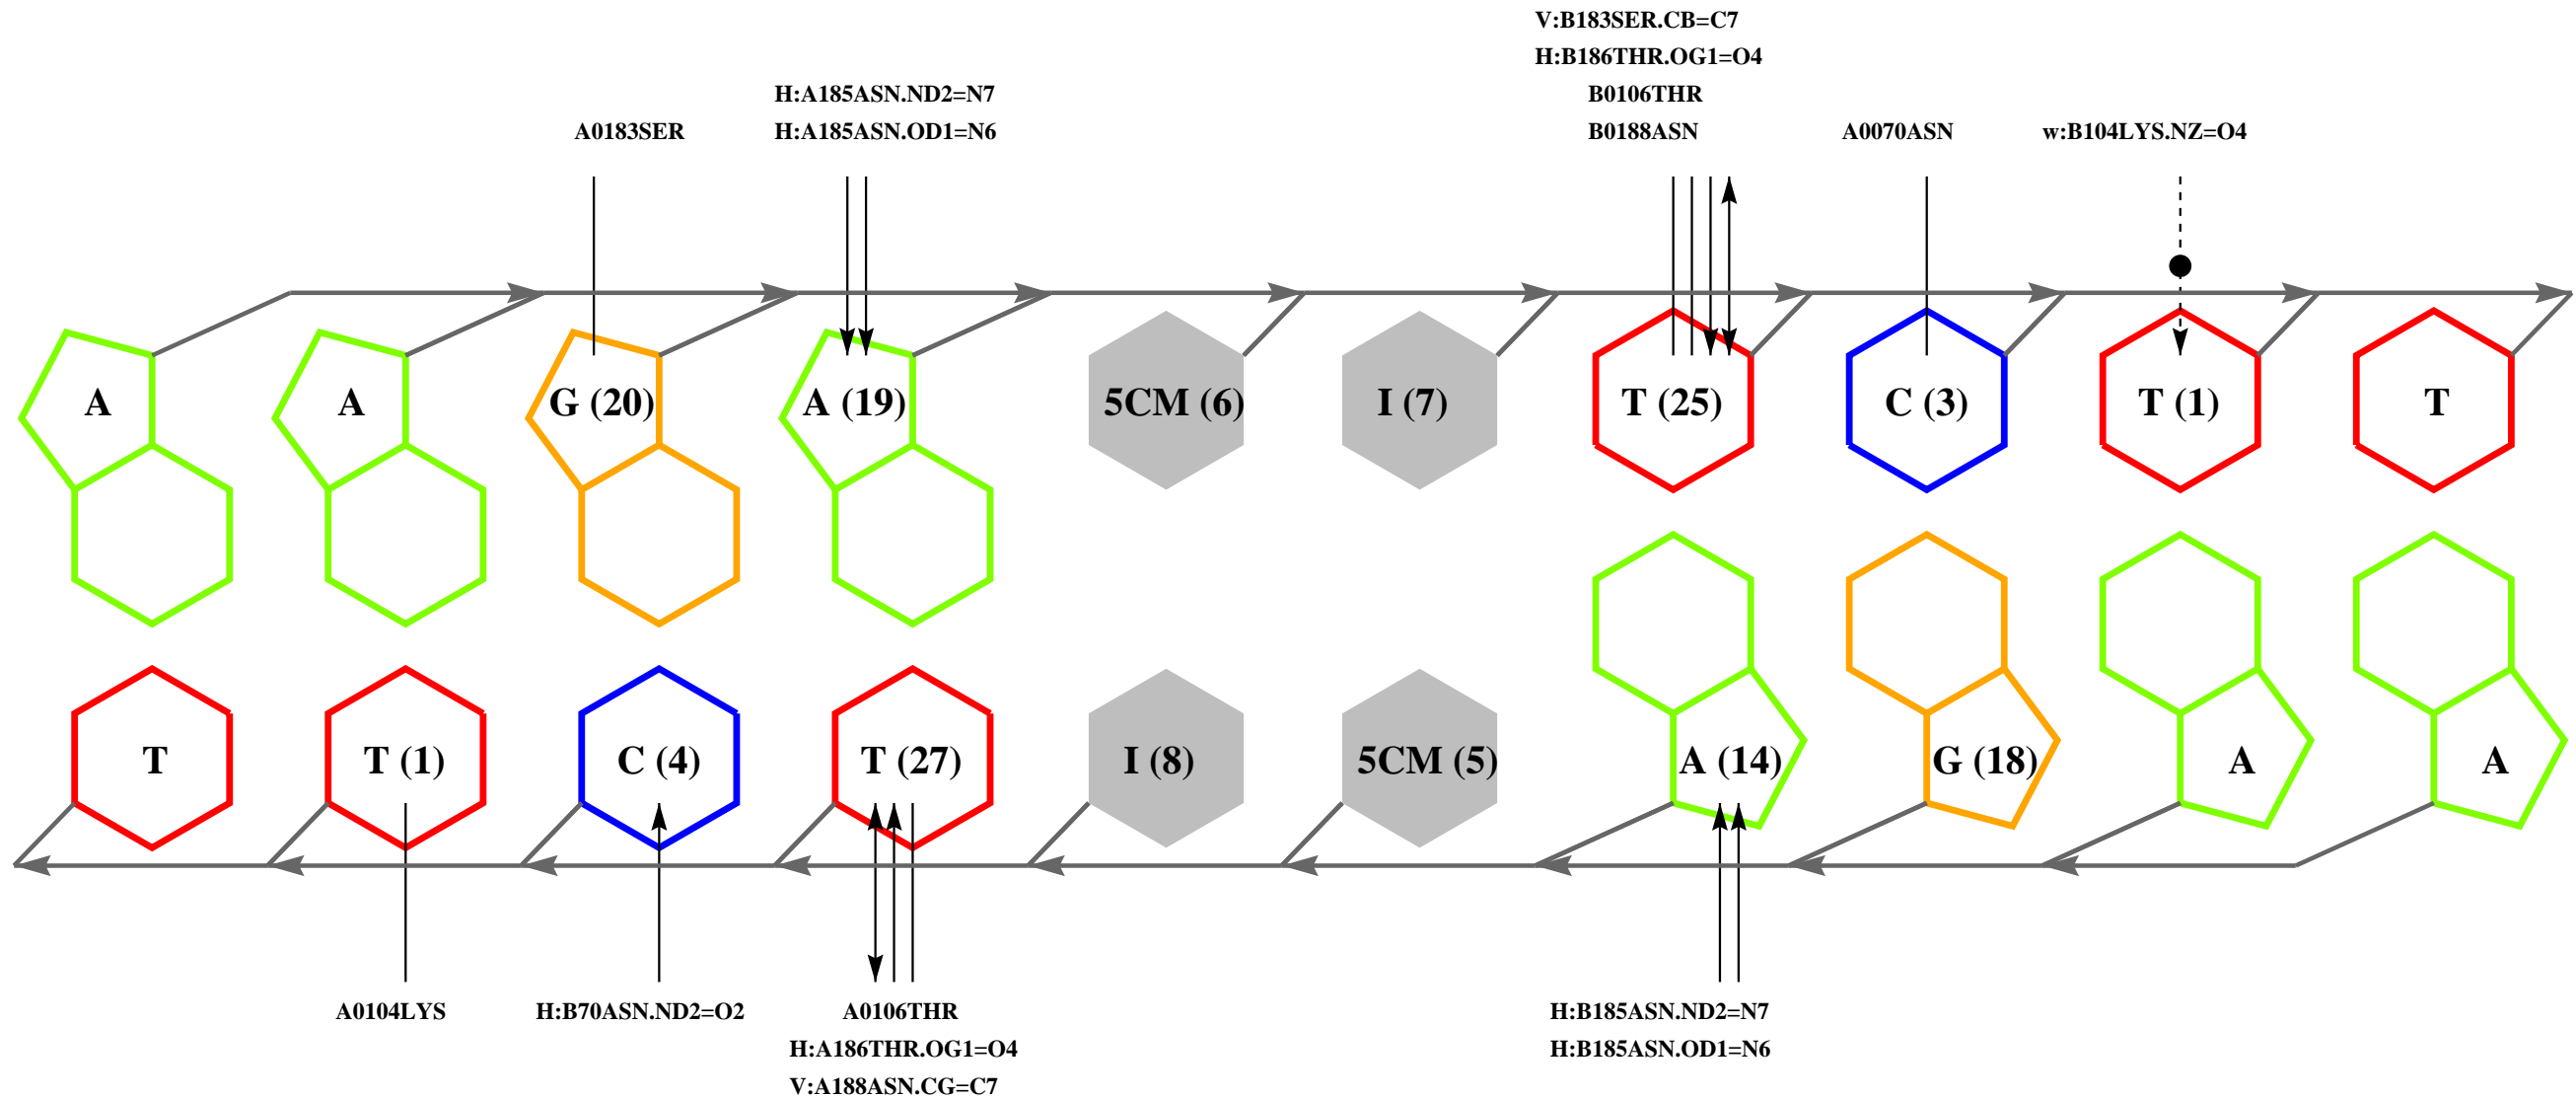 V:B183SER.CB=C7
H:B186THR.OG1=O4
H:A185ASN.ND2=N7
B0106THR
A0183SER
H:A185ASN.OD1=N6
B0188ASN
A0070ASN
w:B104LYS.NZ=O4
A
A
G (20)
A (19)
5CM (6)
I (7)
T (25)
C (3)
T (1)
T
T
T (1)
C (4)
T (27)
I (8)
5CM (5)
A (14)
G (18)
A
A
A0104LYS
H:B70ASN.ND2=O2
A0106THR
H:B185ASN.ND2=N7
H:A186THR.OG1=O4
H:B185ASN.OD1=N6
V:A188ASN.CG=C7